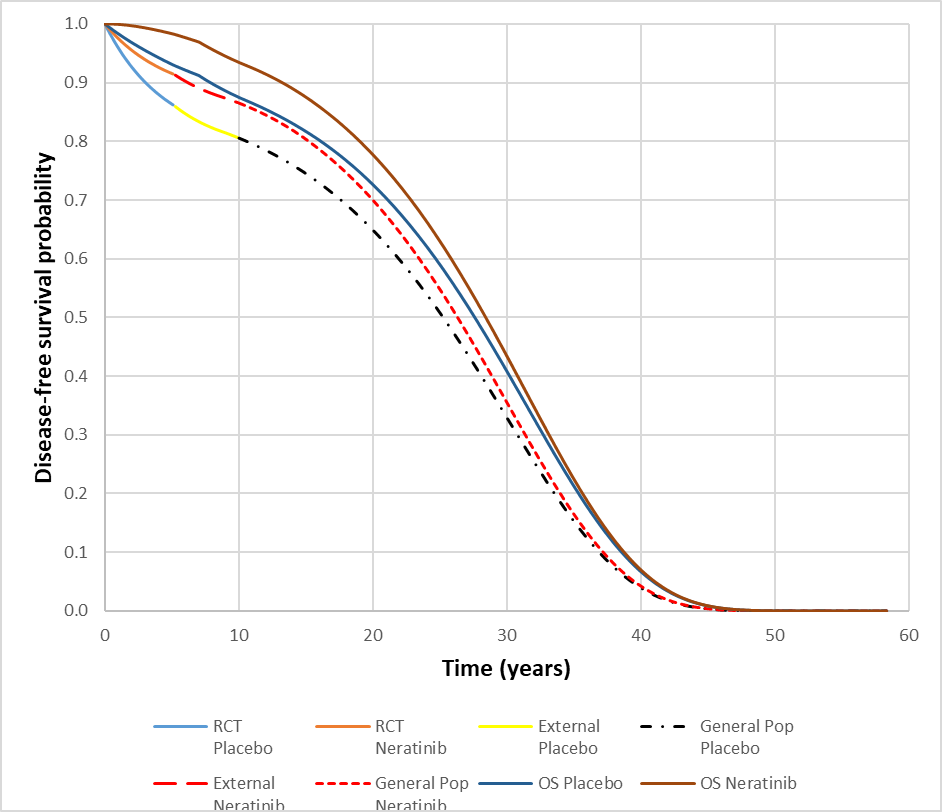 1.0
0.9
0.8
0.7
0.6
0.5
0.4
0.3
0.2
0.1
0.0
Disease-free survival probability
0 10 20 30 40 50 60
Time (years)
RCT Placebo
RCT Neratinib
External Placebo
General Pop Placebo
External Neratinib
General Pop Neratinib
OS Placebo
OS Neratinib